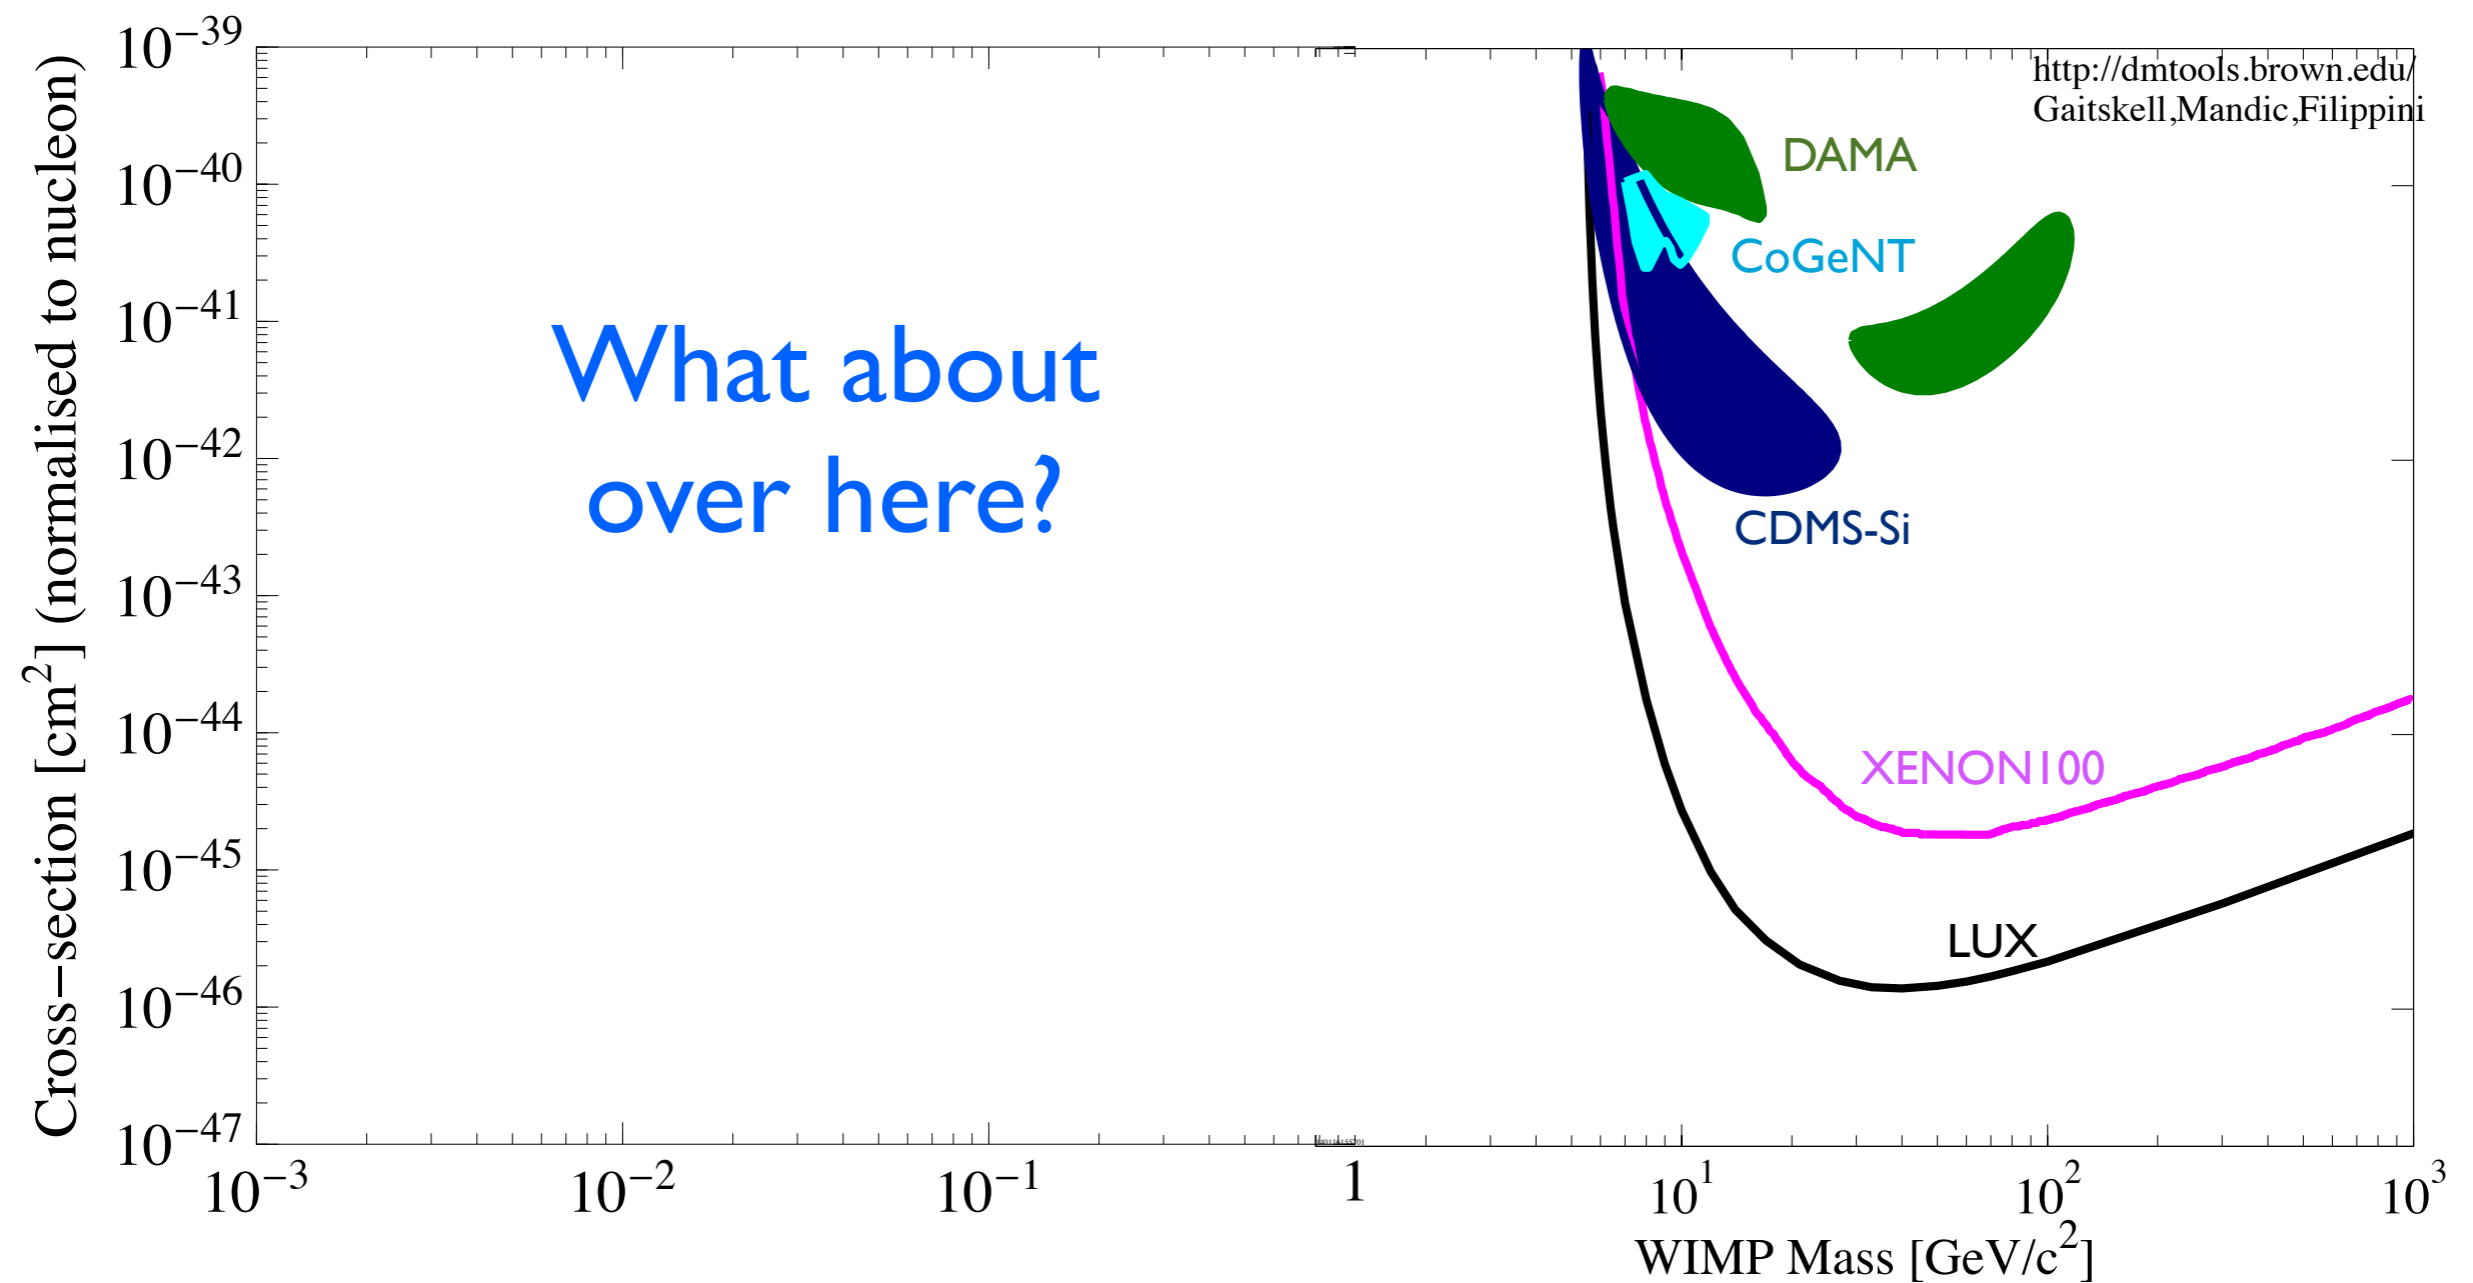 10⁻³⁹
http://dmtools.brown.edu/
Gaitskell,Mandic,Filippini
DAMA
10⁻⁴⁰
CoGeNT
10⁻⁴¹
What about
over here?
10⁻⁴²
CDMS-Si
10⁻⁴³
10⁻⁴⁴
XENON100
10⁻⁴⁵
LUX
10⁻⁴⁶
10⁻⁴⁷
Cross−section [cm²] (normalised to nucleon)
10⁻³ 10⁻² 10⁻¹ 1 10¹ 10² 10³
WIMP Mass [GeV/c²]